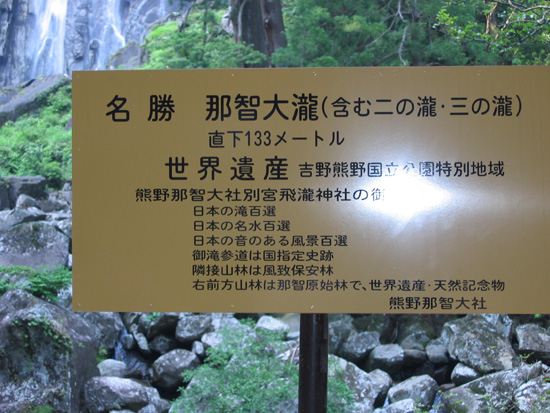 名勝 那智大瀧(含む二の瀧・三の瀧)
直下133メートル
世界遺産 吉野熊野国立公園特別地域
熊野那智大社別宮飛瀧神社の御
日本の滝百選
日本の名水百選
日本の音のある風景百選
御滝参道は国指定史跡
隣接山林は風致保安林
右前方山林は那智原始林で、世界遺産・天然記念物
熊野那智大社